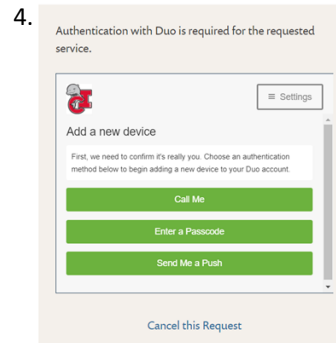 4.
Authentication with Duo is required for the requested
service.
≡ Settings
Add a new device
First, we need to confirm it's really you. Choose an authentication
method below to begin adding a new device to your Duo account.
Call Me
Enter a Passcode
Send Me a Push
Cancel this Request